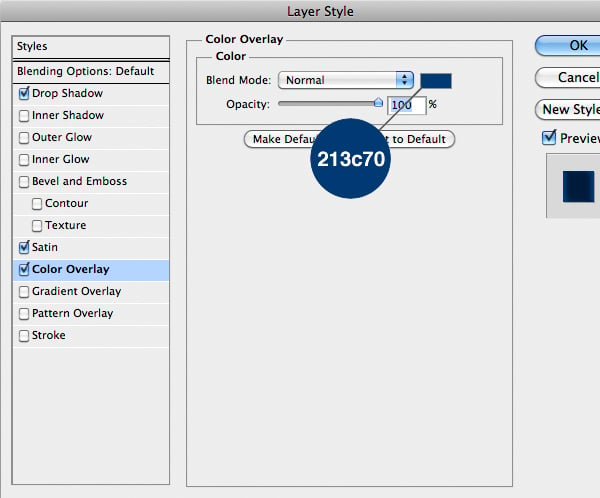 Layer Style
Styles
Blending Options: Default
Drop Shadow
Inner Shadow
Outer Glow
Inner Glow
Bevel and Emboss
Contour
Texture
Satin
Color Overlay
Gradient Overlay
Pattern Overlay
Stroke
Color Overlay
Color
Blend Mode: Normal
Opacity: 100 %
Make Defau t to Default
213c70
OK
Cancel
New Style
Preview